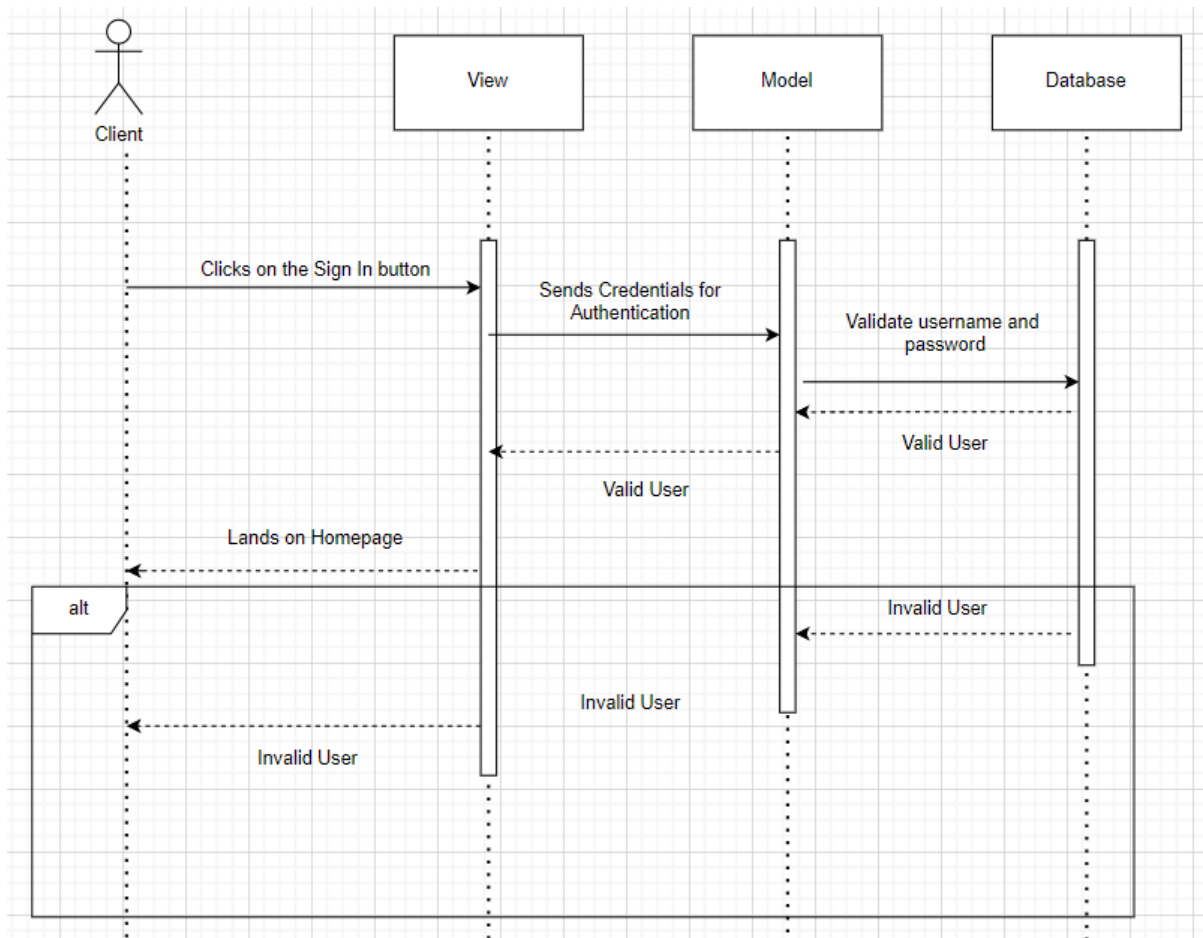 Client
View
Model
Database
Clicks on the Sign In button
Sends Credentials for
Authentication
Validate username and
password
Valid User
Valid User
Lands on Homepage
alt
Invalid User
Invalid User
Invalid User